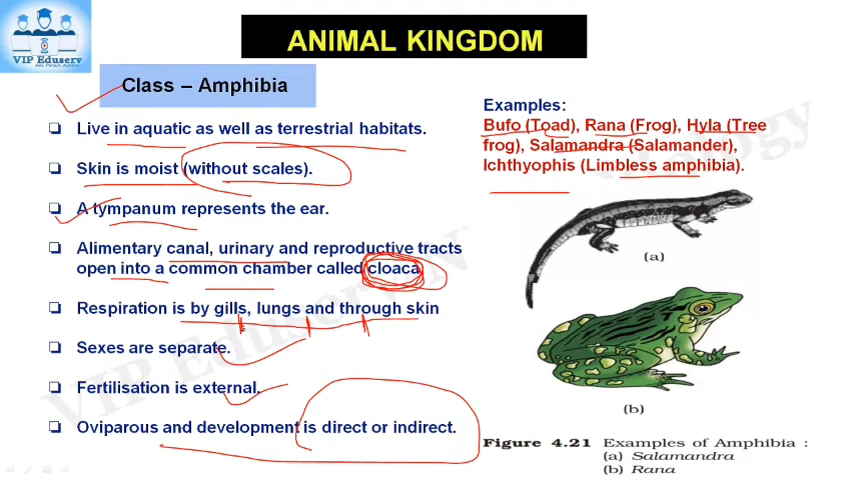 VIP Eduserv
ANIMAL KINGDOM
Class – Amphibia
Live in aquatic as well as terrestrial habitats.
Skin is moist (without scales).
A tympanum represents the ear.
Alimentary canal, urinary and reproductive tracts
open into a common chamber called cloaca
Respiration is by gills, lungs and through skin
Sexes are separate.
Fertilisation is external.
Oviparous and development is direct or indirect.
Examples:
Bufo (Toad), Rana (Frog), Hyla (Tree
frog), Salamandra (Salamander),
Ichthyophis (Limbless amphibia).
(a)
(b)
Figure 4.21 Examples of Amphibia :
(a) Salamandra
(b) Rana